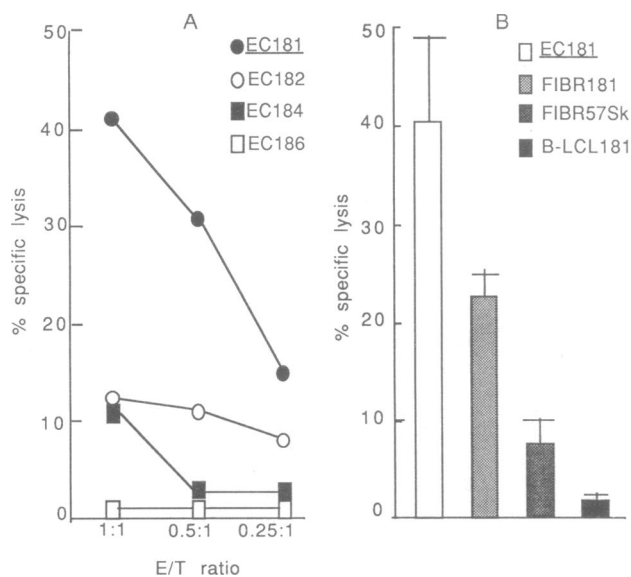 A
50
40
30
20
10
0
% specific lysis
EC181
EC182
EC184
EC186
1:1
0.5:1
0.25:1
E/T ratio
B
50
40
30
20
10
0
% specific lysis
EC181
FIBR181
FIBR57Sk
B-LCL181